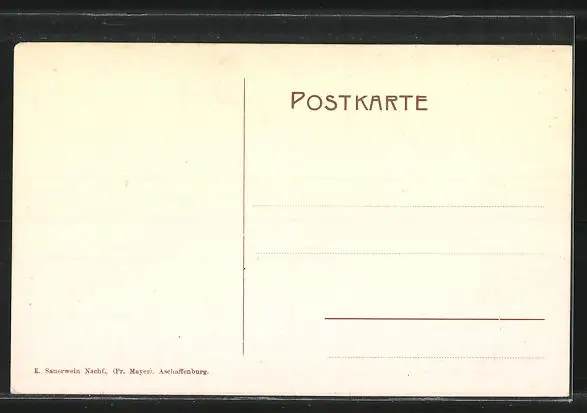 POSTKARTE
E. Sauerwein Nachf., (Fr. Mayer), Aschaffenburg.